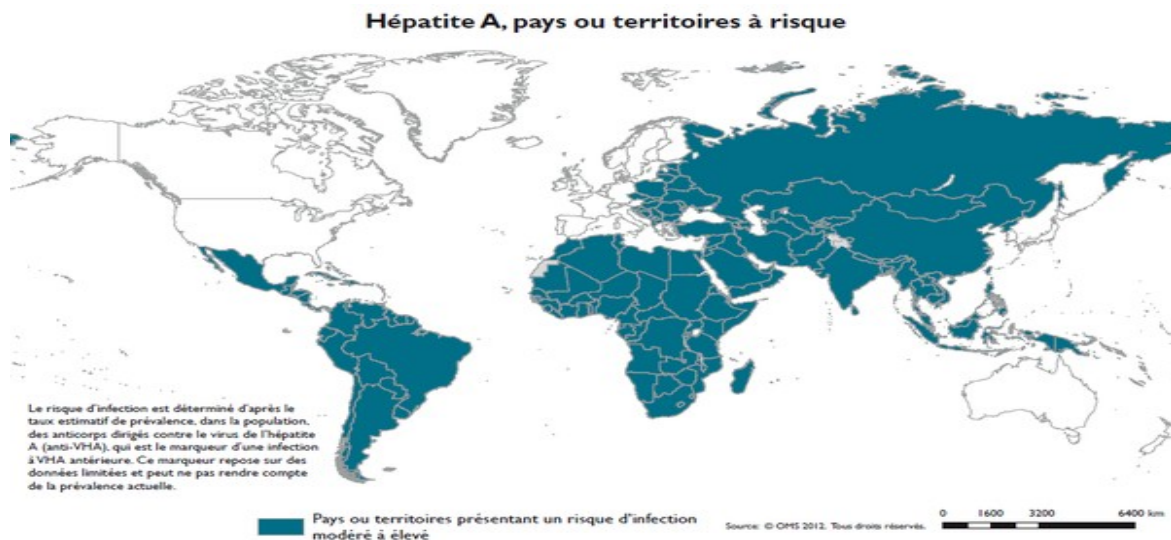 Hépatite A, pays ou territoires à risque
Le risque d'infection est déterminé d'après le
taux estimatif de prévalence, dans la population,
des anticorps dirigés contre le virus de l'hépatite
A (anti-VHA), qui est le marqueur d'une infection
à VHA antérieure. Ce marqueur repose sur des
données limitées et peut ne pas rendre compte
de la prévalence actuelle.
Pays ou territoires présentant un risque d'infection
modéré à élevé
Source: © OMS 2012. Tous droits réservés.
0 1600 3200 6400 km